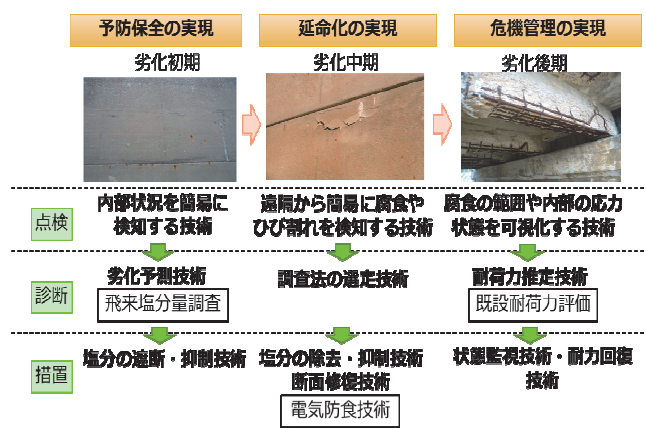 予防保全の実現
延命化の実現
危機管理の実現
劣化初期
劣化中期
劣化後期
点検
内部状況を簡易に
検知する技術
遠隔から簡易に腐食や
ひび割れを検知する技術
腐食の範囲や内部の応力
状態を可視化する技術
診断
劣化予測技術
飛来塩分量調査
調査法の選定技術
耐荷力推定技術
既設耐荷力評価
措置
塩分の遮断・抑制技術
塩分の除去・抑制技術
断面修復技術
電気防食技術
状態監視技術・耐力回復
技術